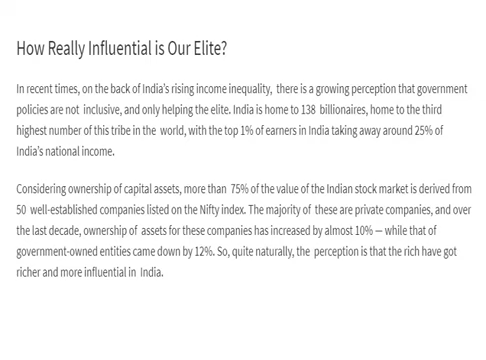 How Really Influential is Our Elite?
In recent times, on the back of India's rising income inequality, there is a growing perception that government
policies are not inclusive, and only helping the elite. India is home to 138 billionaires, home to the third
highest number of this tribe in the world, with the top 1% of earners in India taking away around 25% of
India's national income.
Considering ownership of capital assets, more than 75% of the value of the Indian stock market is derived from
50 well-established companies listed on the Nifty index. The majority of these are private companies, and over
the last decade, ownership of assets for these companies has increased by almost 10% — while that of
government-owned entities came down by 12%. So, quite naturally, the perception is that the rich have got
richer and more influential in India.